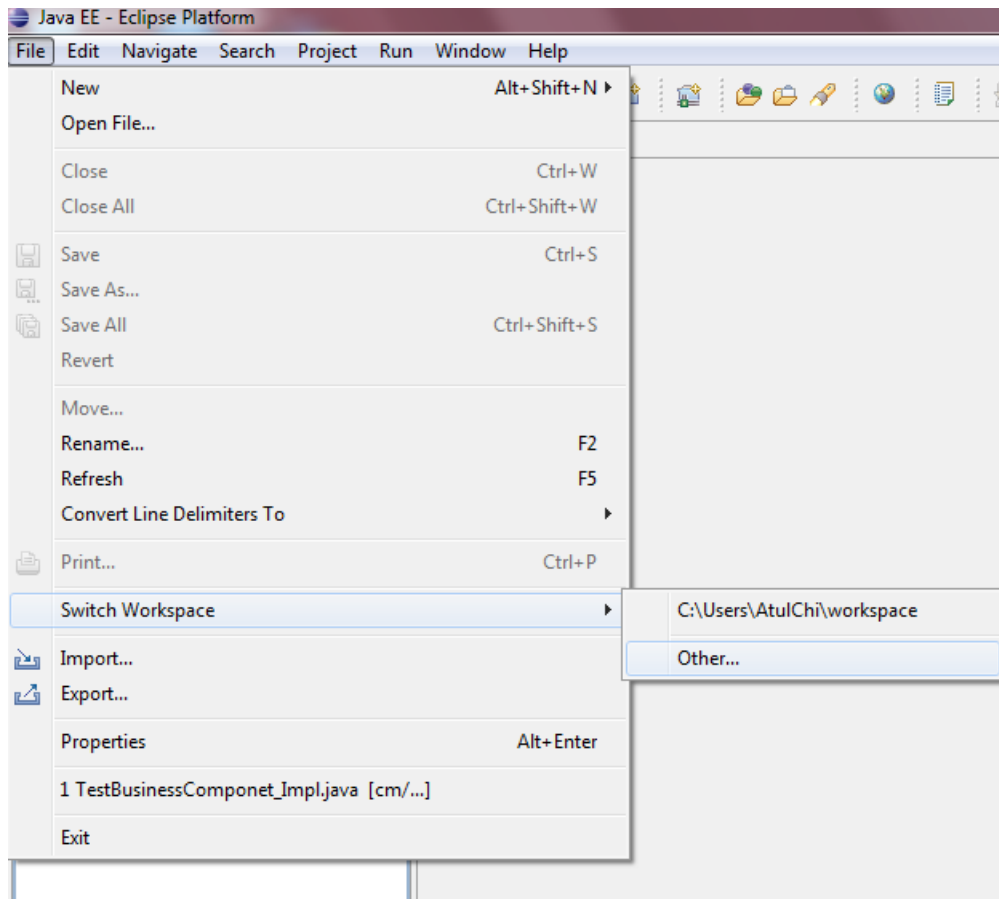 Java EE - Eclipse Platform
File Edit Navigate Search Project Run Window Help
New Alt+Shift+N
Open File...
Close Ctrl+W
Close All Ctrl+Shift+W
Save Ctrl+S
Save As...
Save All Ctrl+Shift+S
Revert
Move...
Rename... F2
Refresh F5
Convert Line Delimiters To
Print... Ctrl+P
Switch Workspace C:\Users\AtulChi\workspace
Import... Other...
Export...
Properties Alt+Enter
1 TestBusinessComponet_Impl.java [cm/...]
Exit